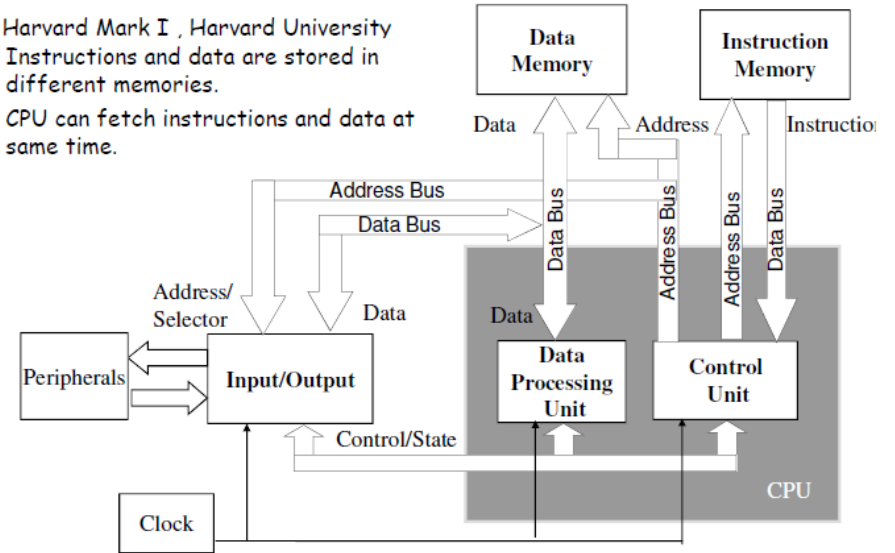 Harvard Mark I , Harvard University
Instructions and data are stored in
different memories.
CPU can fetch instructions and data at
same time.
Data
Memory
Instruction
Memory
Data
Address
Instruction
Address Bus
Data Bus
Data Bus
Address Bus
Address Bus
Data Bus
Address/
Selector
Data
Data
Peripherals
Input/Output
Data
Processing
Unit
Control
Unit
Control/State
CPU
Clock